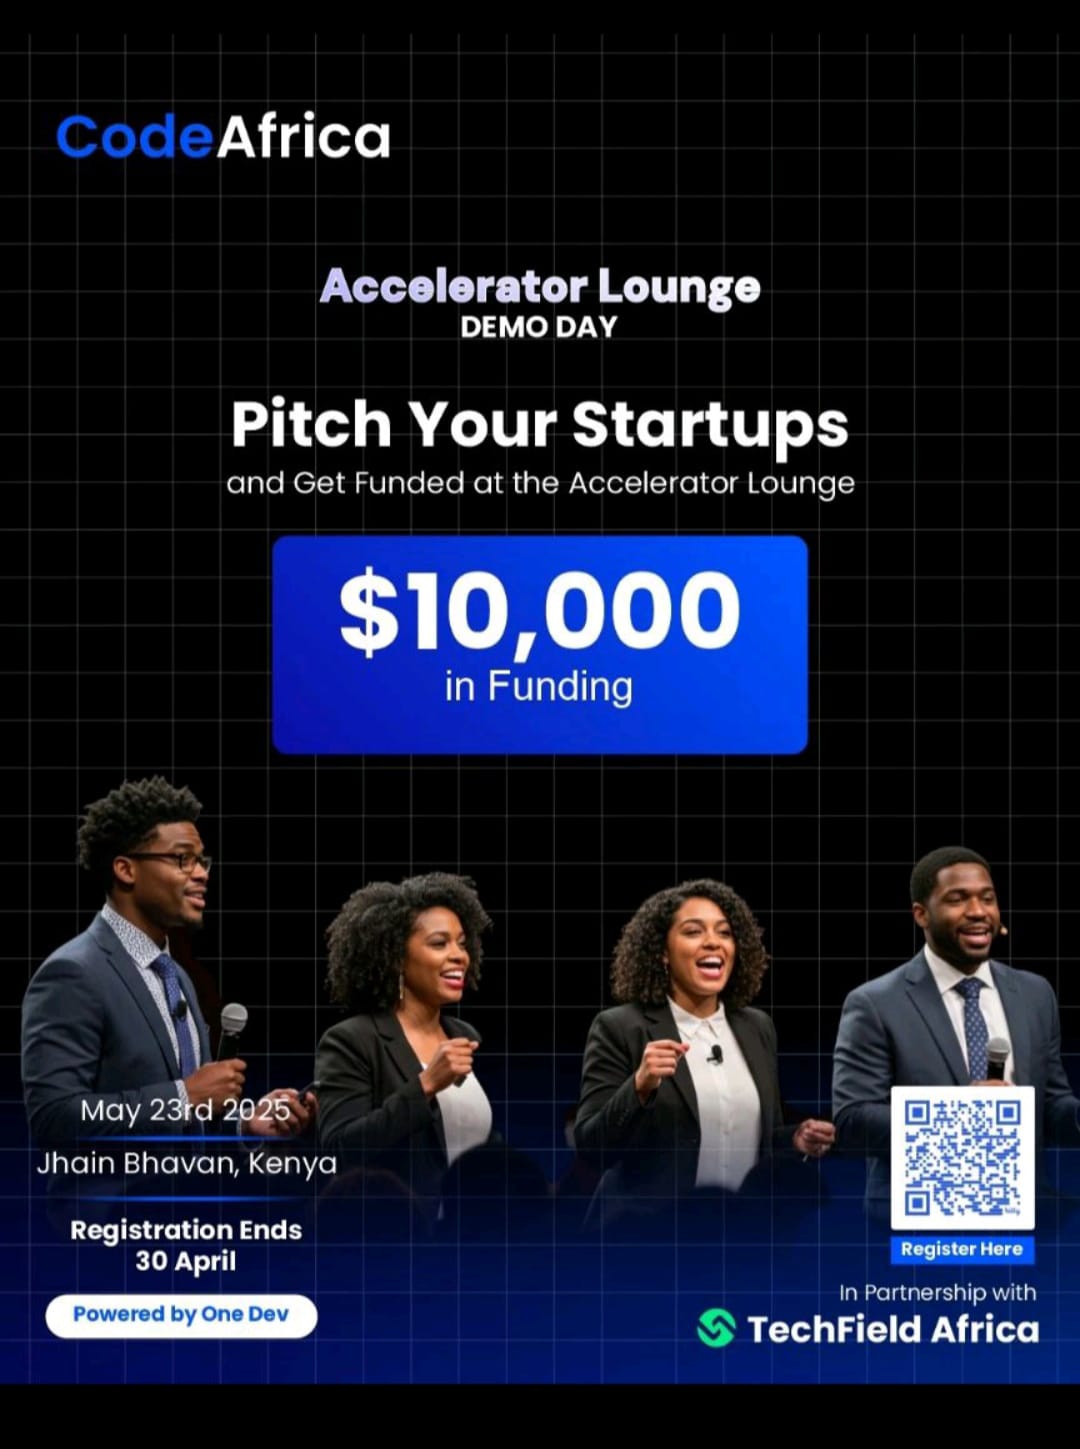 CodeAfrica
Accelerator Lounge
DEMO DAY
Pitch Your Startups
and Get Funded at the Accelerator Lounge
$10,000
in Funding
May 23rd 2025
Jhain Bhavan, Kenya
Registration Ends
30 April
Powered by One Dev
Register Here
In Partnership with
TechField Africa